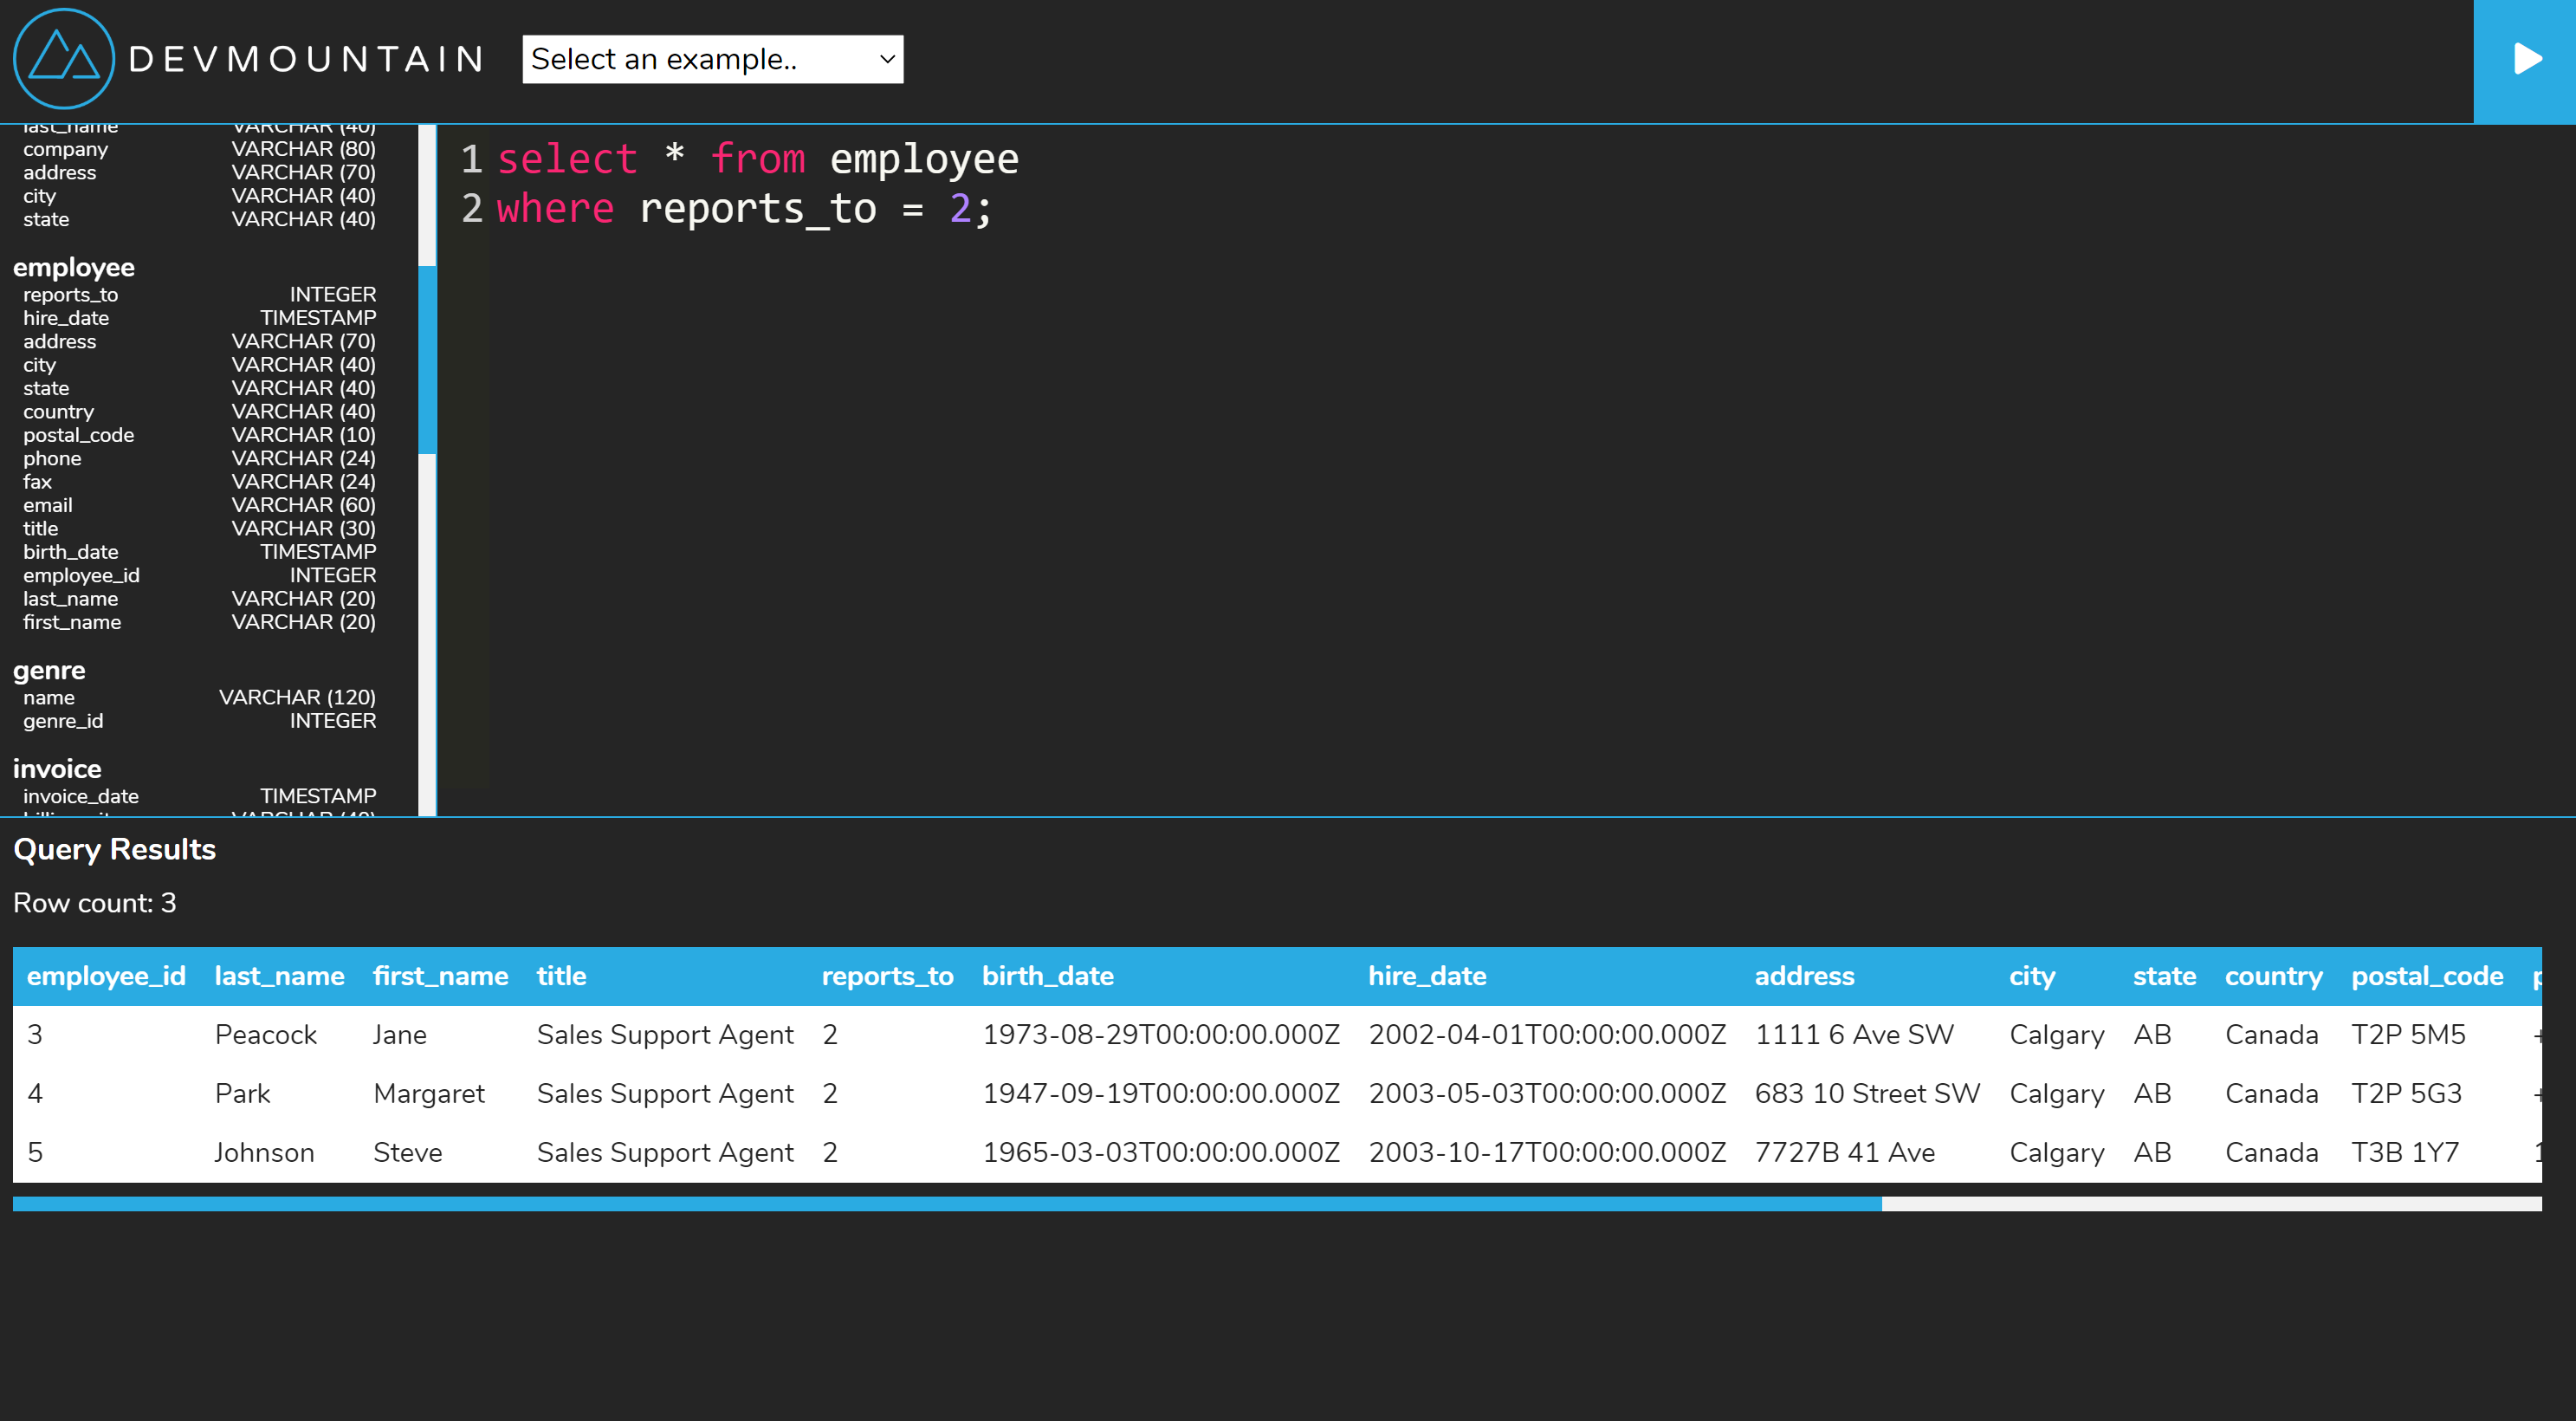 DEVMOUNTAIN Select an example..
last_name VARCHAR (40)
company VARCHAR (80)
address VARCHAR (70)
city VARCHAR (40)
state VARCHAR (40)
employee
reports_to INTEGER
hire_date TIMESTAMP
address VARCHAR (70)
city VARCHAR (40)
state VARCHAR (40)
country VARCHAR (40)
postal_code VARCHAR (10)
phone VARCHAR (24)
fax VARCHAR (24)
email VARCHAR (60)
title VARCHAR (30)
birth_date TIMESTAMP
employee_id INTEGER
last_name VARCHAR (20)
first_name VARCHAR (20)
genre
name VARCHAR (120)
genre_id INTEGER
invoice
invoice_date TIMESTAMP
VARCHAR (40)
1 select * from employee
2 where reports_to = 2;
Query Results
Row count: 3
employee_id last_name first_name title reports_to birth_date hire_date address city state country postal_code
3 Peacock Jane Sales Support Agent 2 1973-08-29T00:00:00.000Z 2002-04-01T00:00:00.000Z 1111 6 Ave SW Calgary AB Canada T2P 5M5
4 Park Margaret Sales Support Agent 2 1947-09-19T00:00:00.000Z 2003-05-03T00:00:00.000Z 683 10 Street SW Calgary AB Canada T2P 5G3
5 Johnson Steve Sales Support Agent 2 1965-03-03T00:00:00.000Z 2003-10-17T00:00:00.000Z 7727B 41 Ave Calgary AB Canada T3B 1Y7